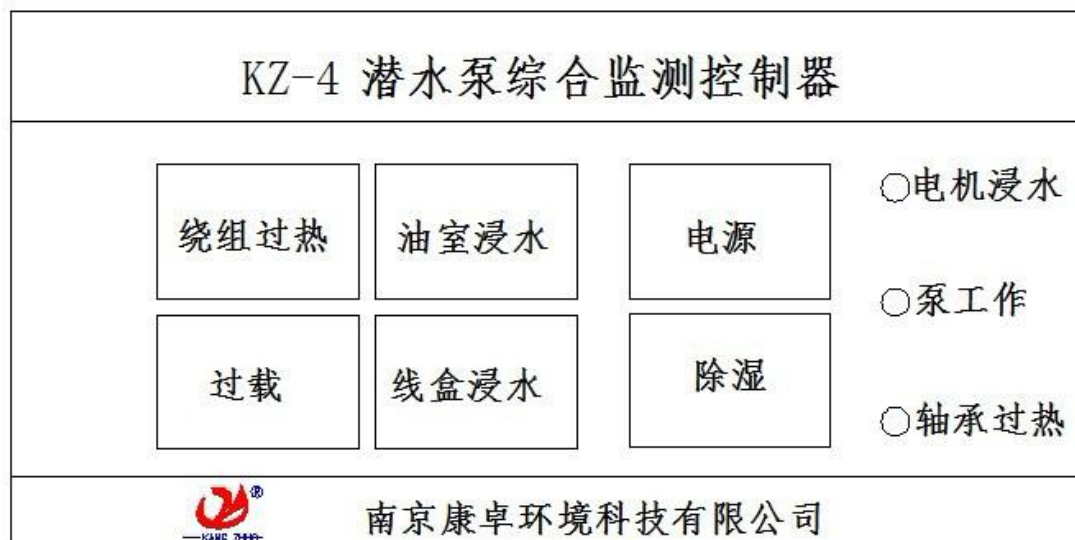 KZ-4 潜水泵综合监测控制器
绕组过热 油室浸水 电源
过载 线盒浸水 除湿
电机浸水
泵工作
轴承过热
®
KANG ZHUO
南京康卓环境科技有限公司